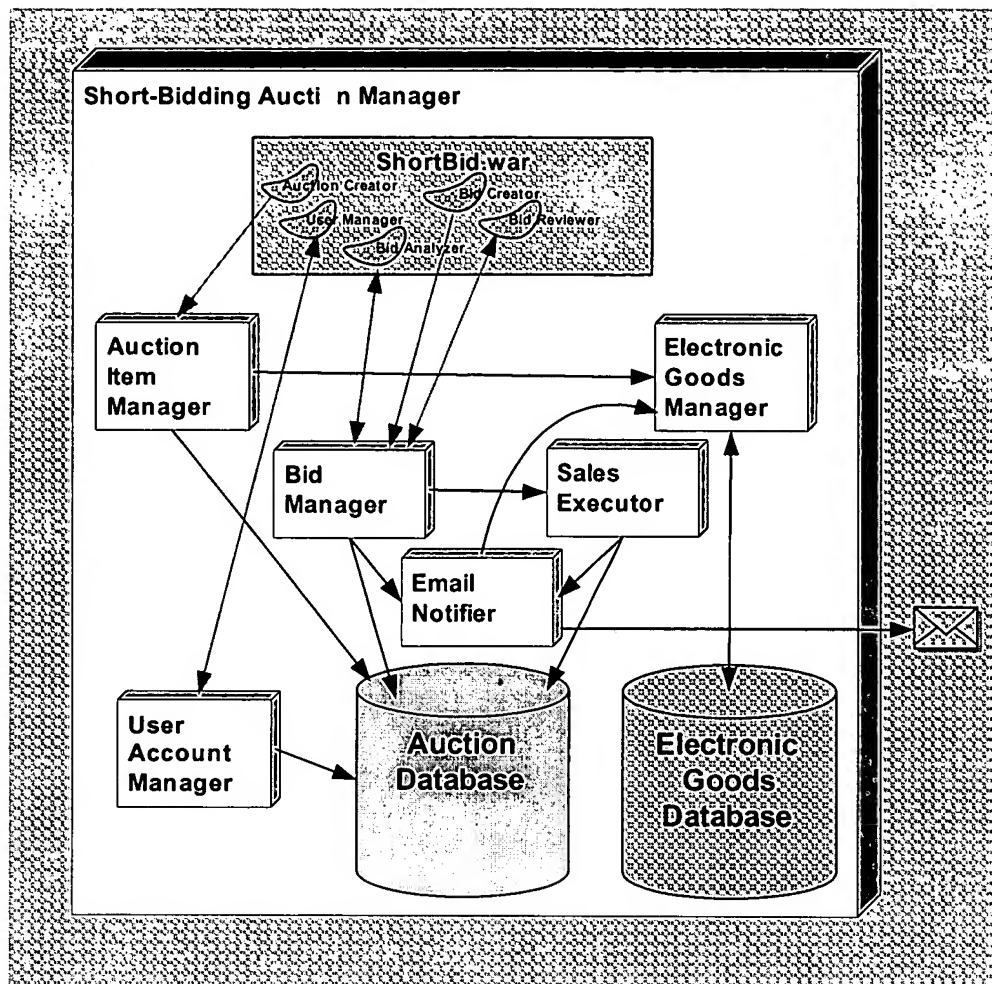 Short-Bidding Aucti n Manager
ShortBid.war
Auction Creator
Bid Creator
User Manager
Bid Reviewer
Bid Analyzer
Auction
Item
Manager
Electronic
Goods
Manager
Bid
Manager
Sales
Executor
Email
Notifier
User
Account
Manager
Auction
Database
Electronic
Goods
Database